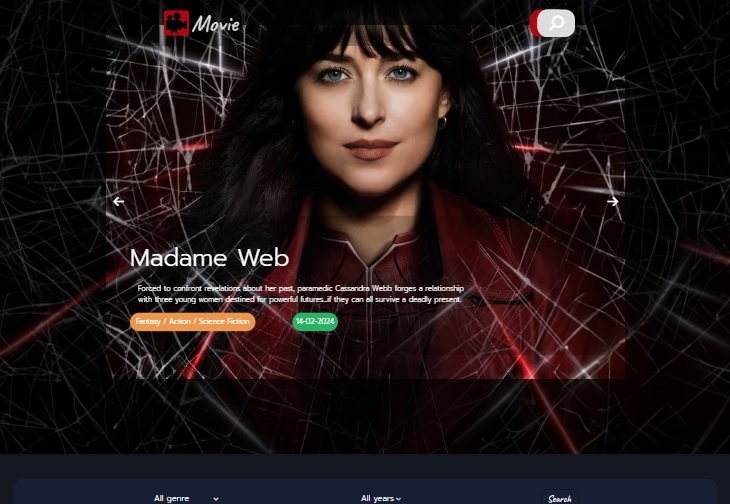 Movie
Madame Web
Forced to confront revelations about her past, paramedic Cassandra Webb forges a relationship
with three young women destined for powerful futures...if they can all survive a deadly present.
Fantasy / Action / Science Fiction
14-02-2024
All genre
All years
Search